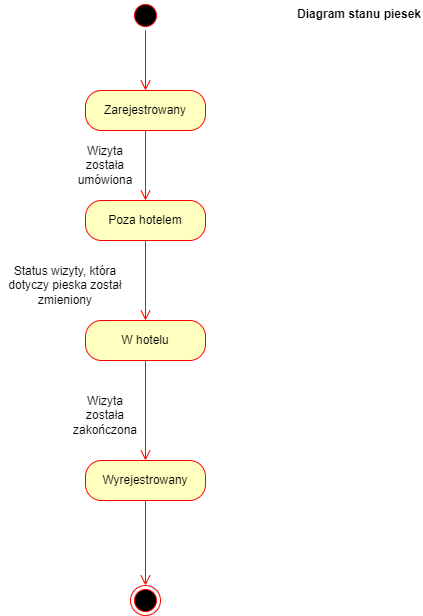 Diagram stanu piesek
Zarejestrowany
Wizyta
została
umówiona
Poza hotelem
Status wizyty, która
dotyczy pieska został
zmieniony
W hotelu
Wizyta
została
zakończona
Wyrejestrowany